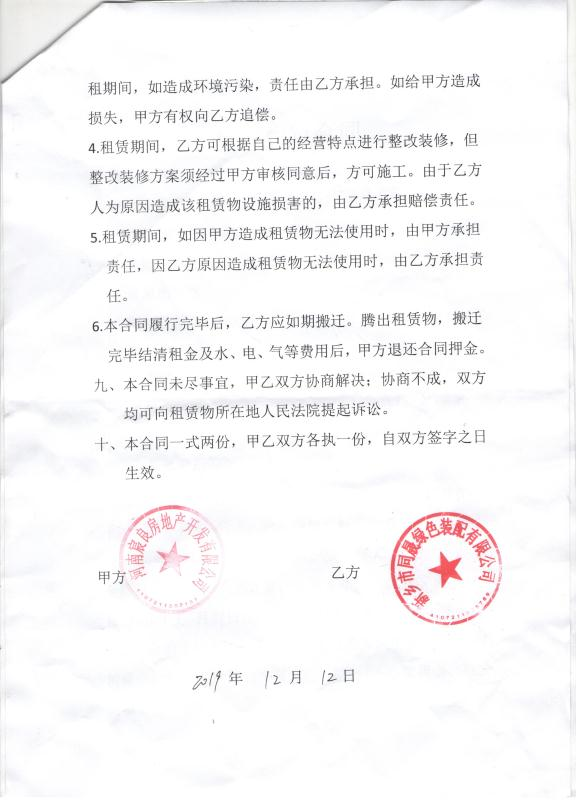 租期间，如造成环境污染，责任由乙方承担。如给甲方造成
损失，甲方有权向乙方追偿。
4.租赁期间，乙方可根据自己的经营特点进行整改装修，但
整改装修方案须经过甲方审核同意后，方可施工。由于乙方
人为原因造成该租赁物设施损害的，由乙方承担赔偿责任。
5.租赁期间，如因甲方造成租赁物无法使用时，由甲方承担
责任，因乙方原因造成租赁物无法使用时，由乙方承担责
任。
6.本合同履行完毕后，乙方应如期搬迁。腾出租赁物，搬迁
完毕结清租金及水、电、气等费用后，甲方退还合同押金。
九、本合同未尽事宜，甲乙双方协商解决；协商不成，双方
均可向租赁物所在地人民法院提起诉讼。
十、本合同一式两份，甲乙双方各执一份，自双方签字之日
生效。
甲方
河南宸良房地产开发有限公司
乙方
新乡市同晟绿色装配有限公司
2019年 12月 12日